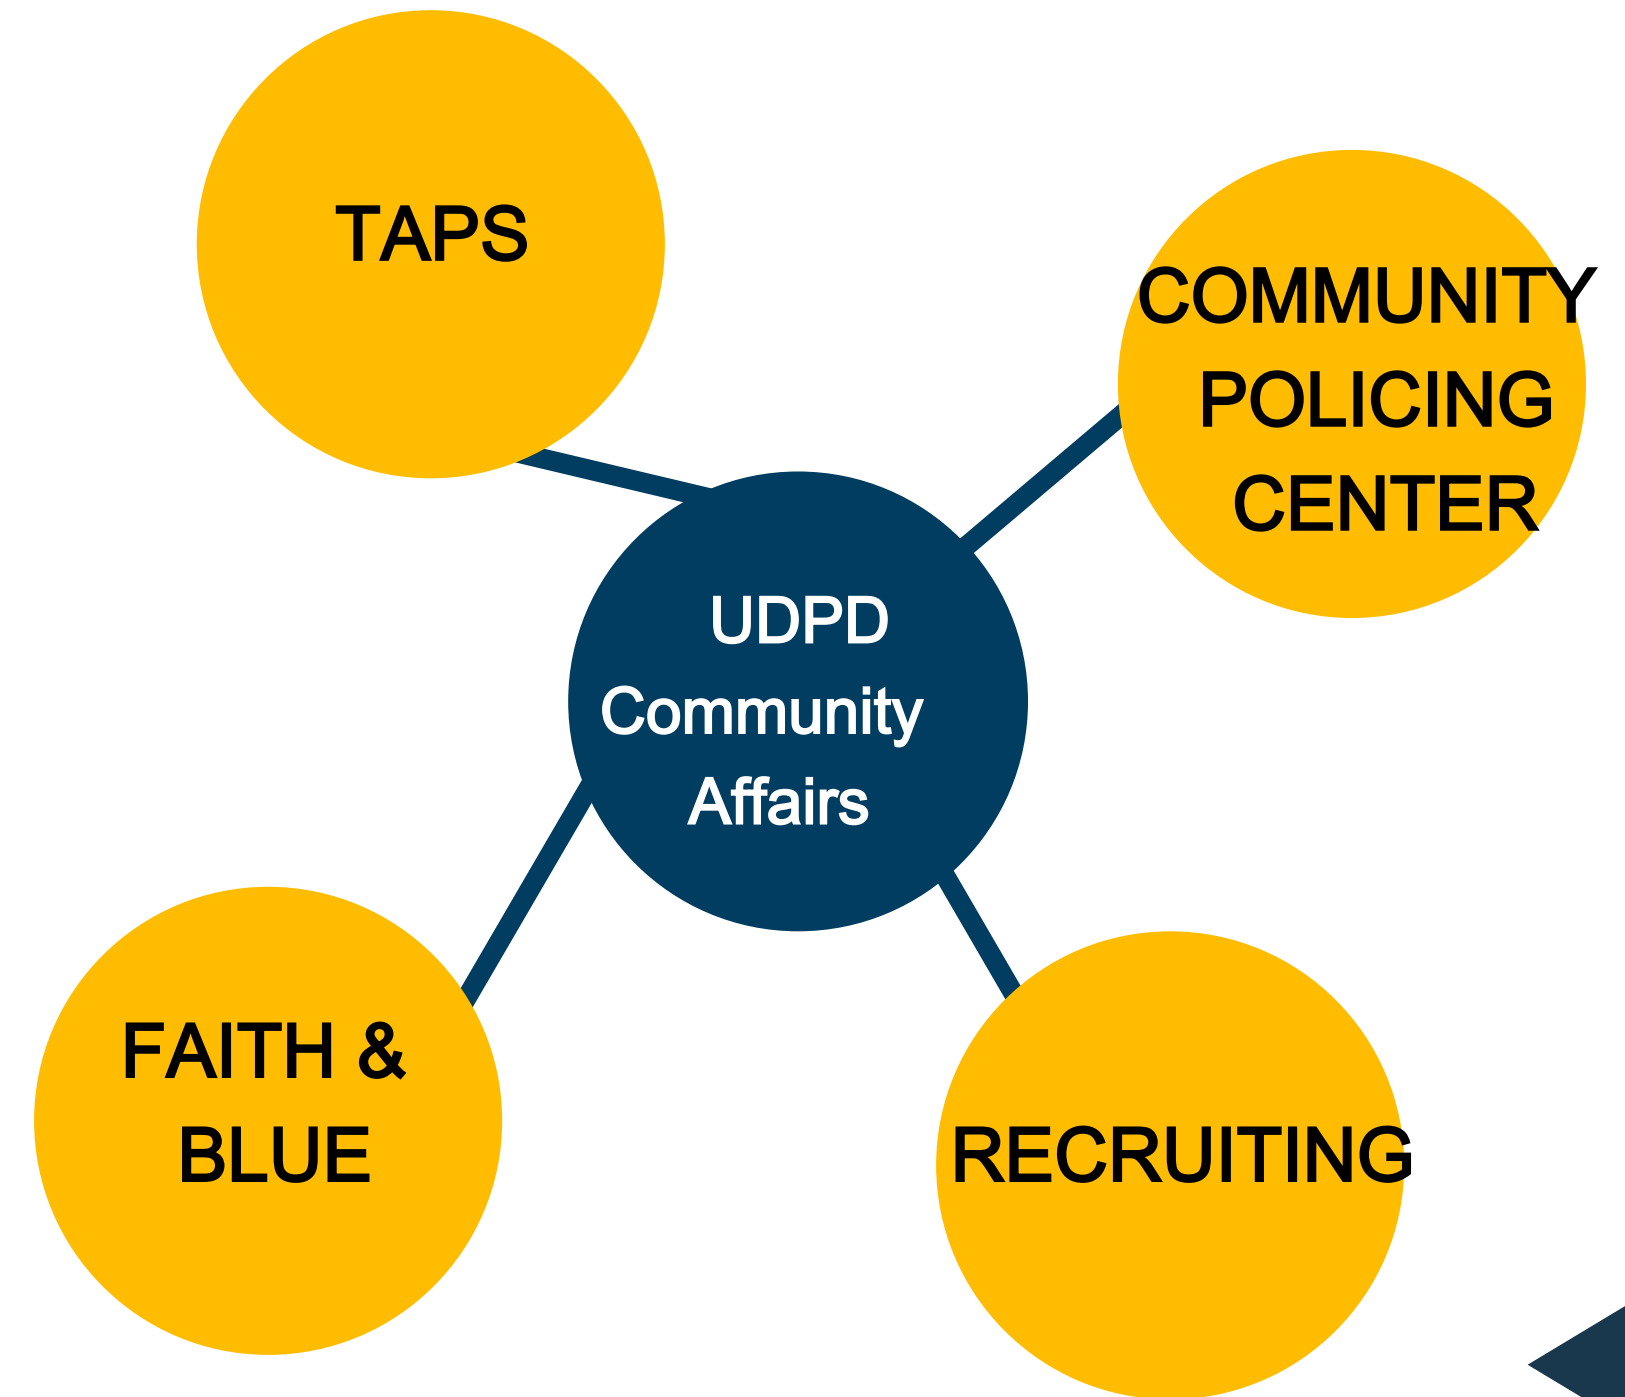 TAPS
COMMUNITY
POLICING
CENTER
UDPD
Community
Affairs
FAITH &
BLUE
RECRUITING